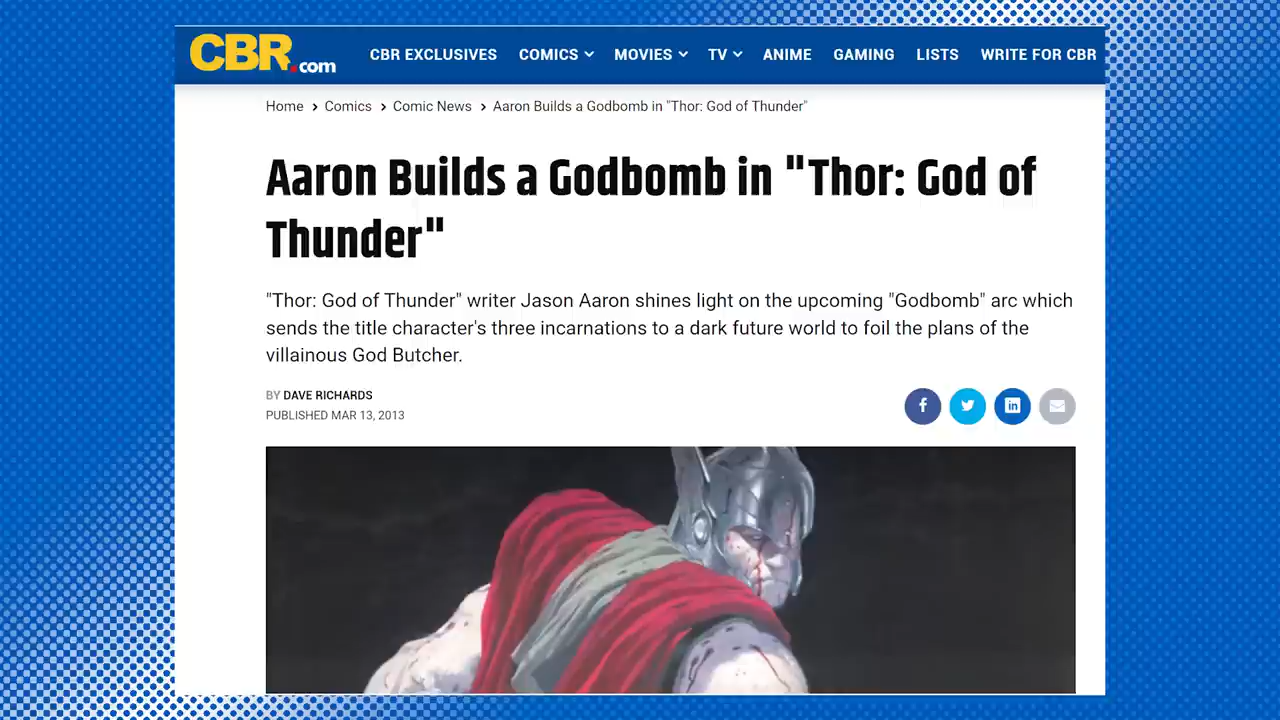 CBR.com
CBR EXCLUSIVES COMICS MOVIES TV ANIME GAMING LISTS WRITE FOR CBR
Home > Comics > Comic News > Aaron Builds a Godbomb in "Thor: God of Thunder"
Aaron Builds a Godbomb in "Thor: God of
Thunder"
"Thor: God of Thunder" writer Jason Aaron shines light on the upcoming "Godbomb" arc which
sends the title character's three incarnations to a dark future world to foil the plans of the
villainous God Butcher.
BY DAVE RICHARDS
PUBLISHED MAR 13, 2013